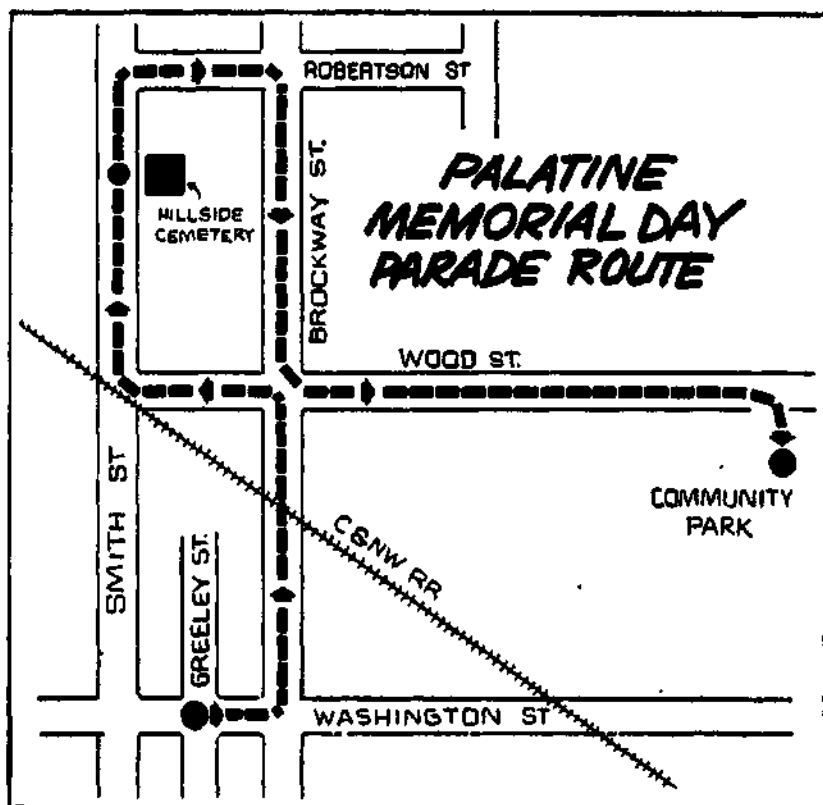 ROBERTSON ST
PALATINE
MEMORIAL DAY
PARADE ROUTE
HILLSIDE
CEMETERY
BROCKWAY ST.
WOOD ST.
COMMUNITY
PARK
SMITH ST
GREELEY ST.
C&NW RR
WASHINGTON ST